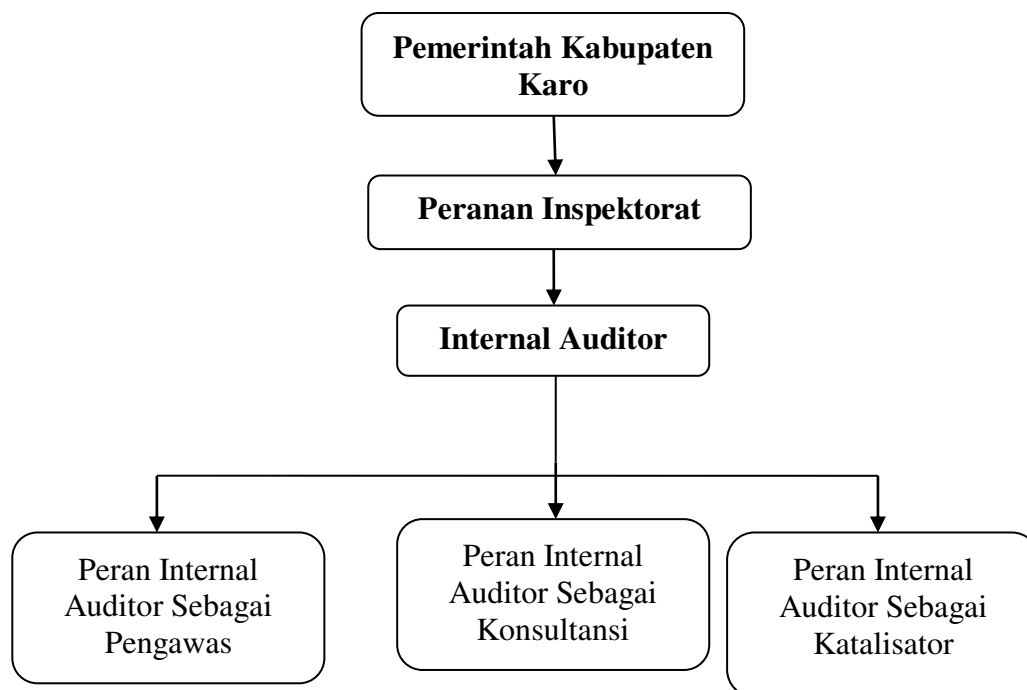 Pemerintah Kabupaten
Karo
Peranan Inspektorat
Internal Auditor
Peran Internal
Auditor Sebagai
Pengawas
Peran Internal
Auditor Sebagai
Konsultansi
Peran Internal
Auditor Sebagai
Katalisator